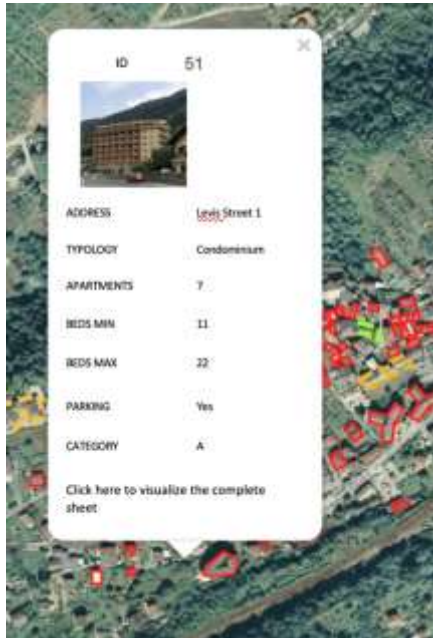 ID 51
ADDRESS Levis Street 1
TYPOLOGY Condominium
APARTMENTS 7
BEDS MIN 11
BEDS MAX 22
PARKING Yes
CATEGORY A
Click here to visualize the complete
sheet